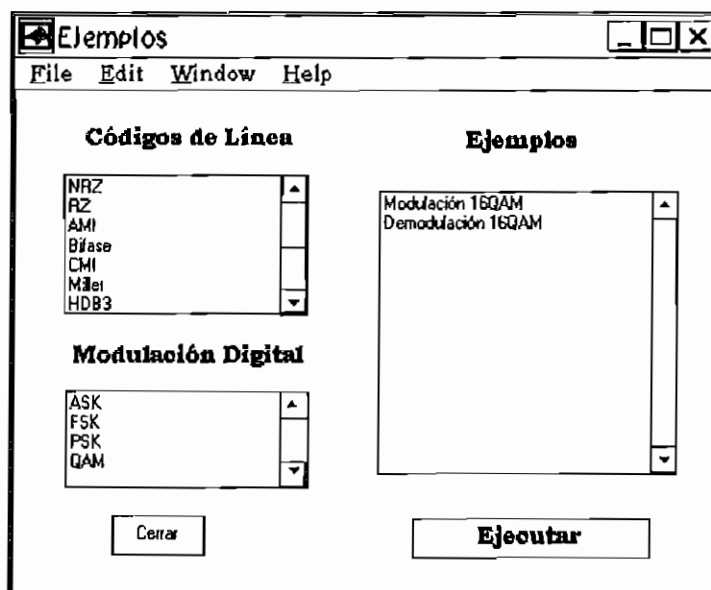 Ejemplos
File Edit Window Help
Códigos de Línea
NRZ
RZ
AMI
Bifase
CMI
Miller
HDB3
Modulación Digital
ASK
FSK
PSK
QAM
Cerrar
Ejemplos
Modulación 16QAM
Demodulación 16QAM
Ejecutar